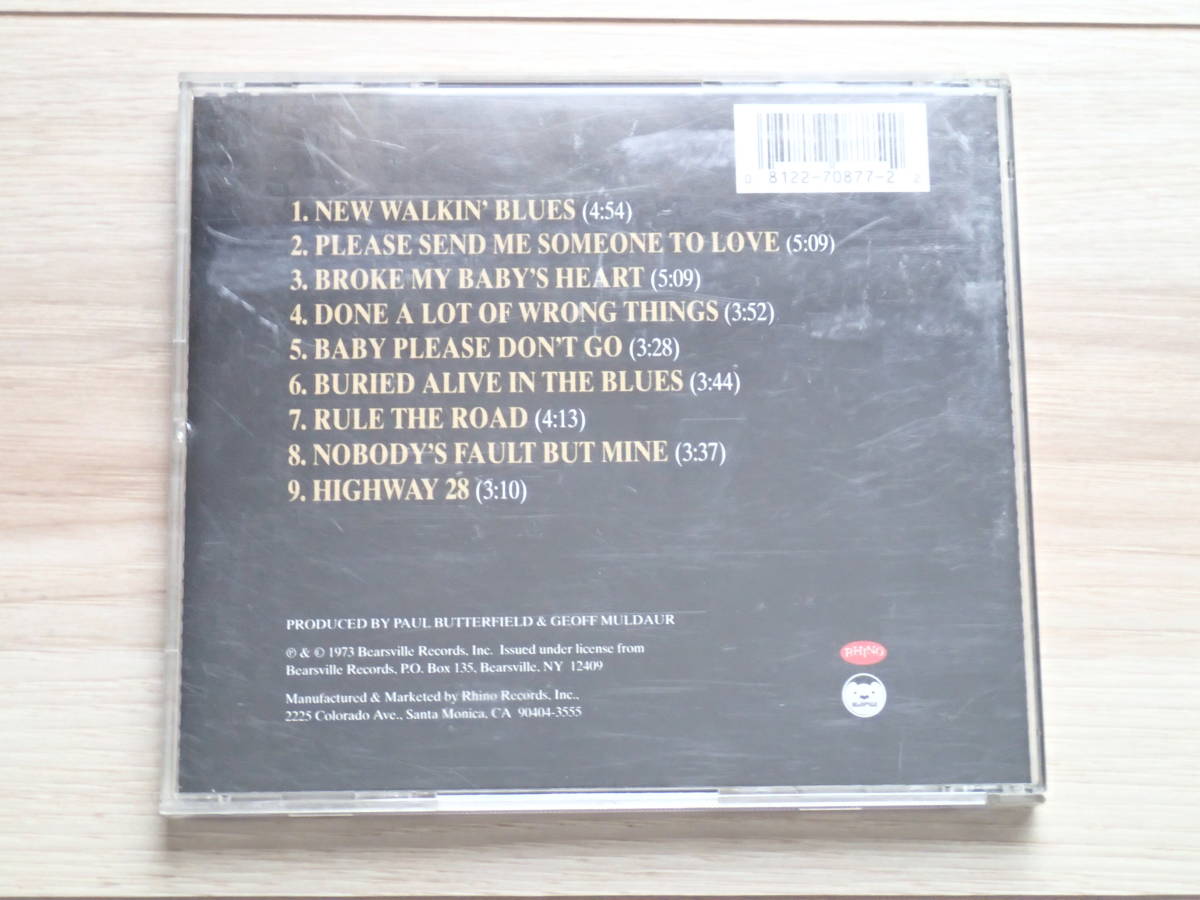 0 8122-70877-2 2
1. NEW WALKIN' BLUES (4:54)
2. PLEASE SEND ME SOMEONE TO LOVE (5:09)
3. BROKE MY BABY'S HEART (5:09)
4. DONE A LOT OF WRONG THINGS (3:52)
5. BABY PLEASE DON'T GO (3:28)
6. BURIED ALIVE IN THE BLUES (3:44)
7. RULE THE ROAD (4:13)
8. NOBODY'S FAULT BUT MINE (3:37)
9. HIGHWAY 28 (3:10)
PRODUCED BY PAUL BUTTERFIELD & GEOFF MULDAUR
℗ & © 1973 Bearsville Records, Inc. Issued under license from
Bearsville Records, P.O. Box 135, Bearsville, NY 12409
Manufactured & Marketed by Rhino Records, Inc.,
2225 Colorado Ave., Santa Monica, CA 90404-3555
RHINO